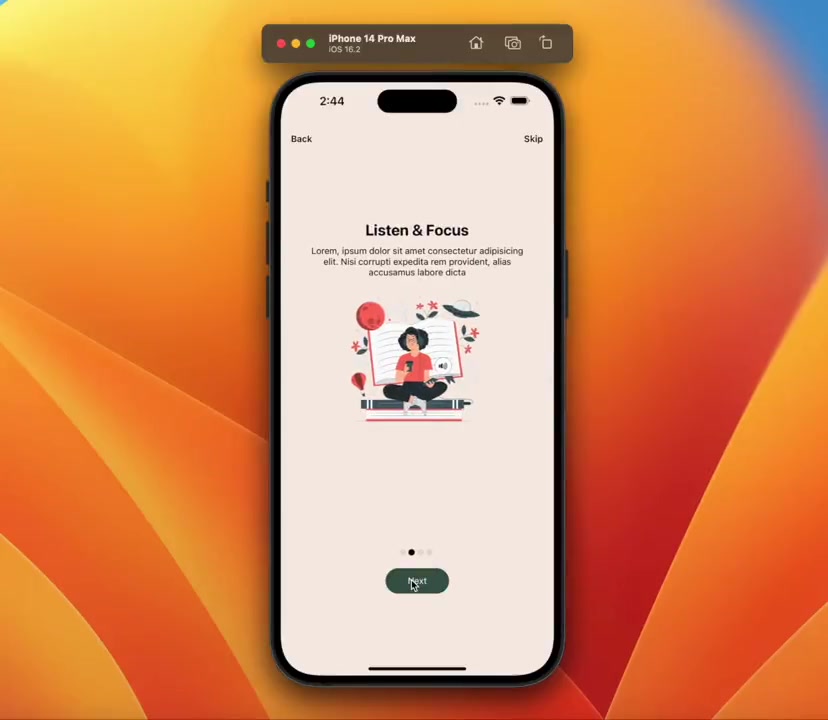 iPhone 14 Pro Max
iOS 16.2
2:44
Back
Skip
Listen & Focus
Lorem, ipsum dolor sit amet consectetur adipisicing
elit. Nisi corrupti expedita rem provident, alias
accusamus labore dicta
Next